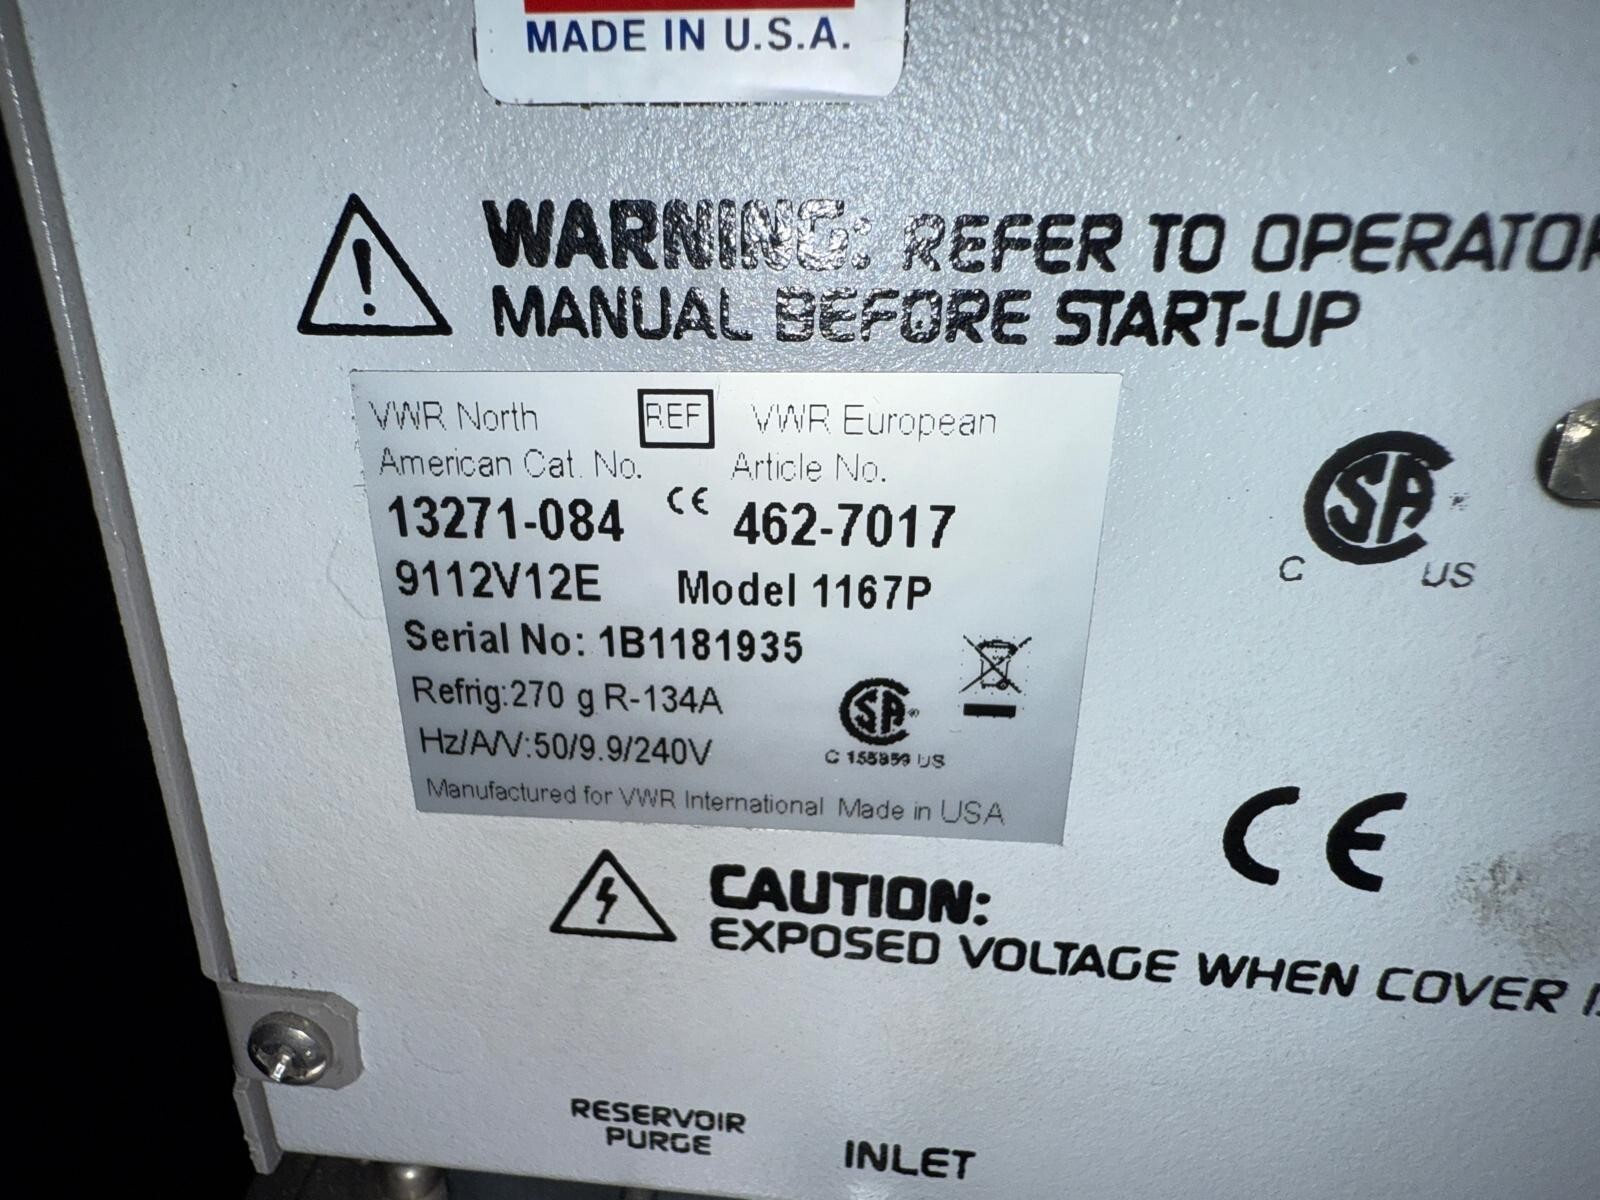 MADE IN U.S.A.
WARNING: REFER TO OPERATOR
MANUAL BEFORE START-UP
VWR North REF VWR European
American Cat. No. Article No.
13271-084 CE 462-7017
9112V12E Model 1167P
Serial No: 1B1181935
Refrig:270 g R-134A
Hz/A/V:50/9.9/240V
C 155859 US
Manufactured for VWR International Made in USA
C SA US
CE
CAUTION:
EXPOSED VOLTAGE WHEN COVER
RESERVOIR
PURGE
INLET